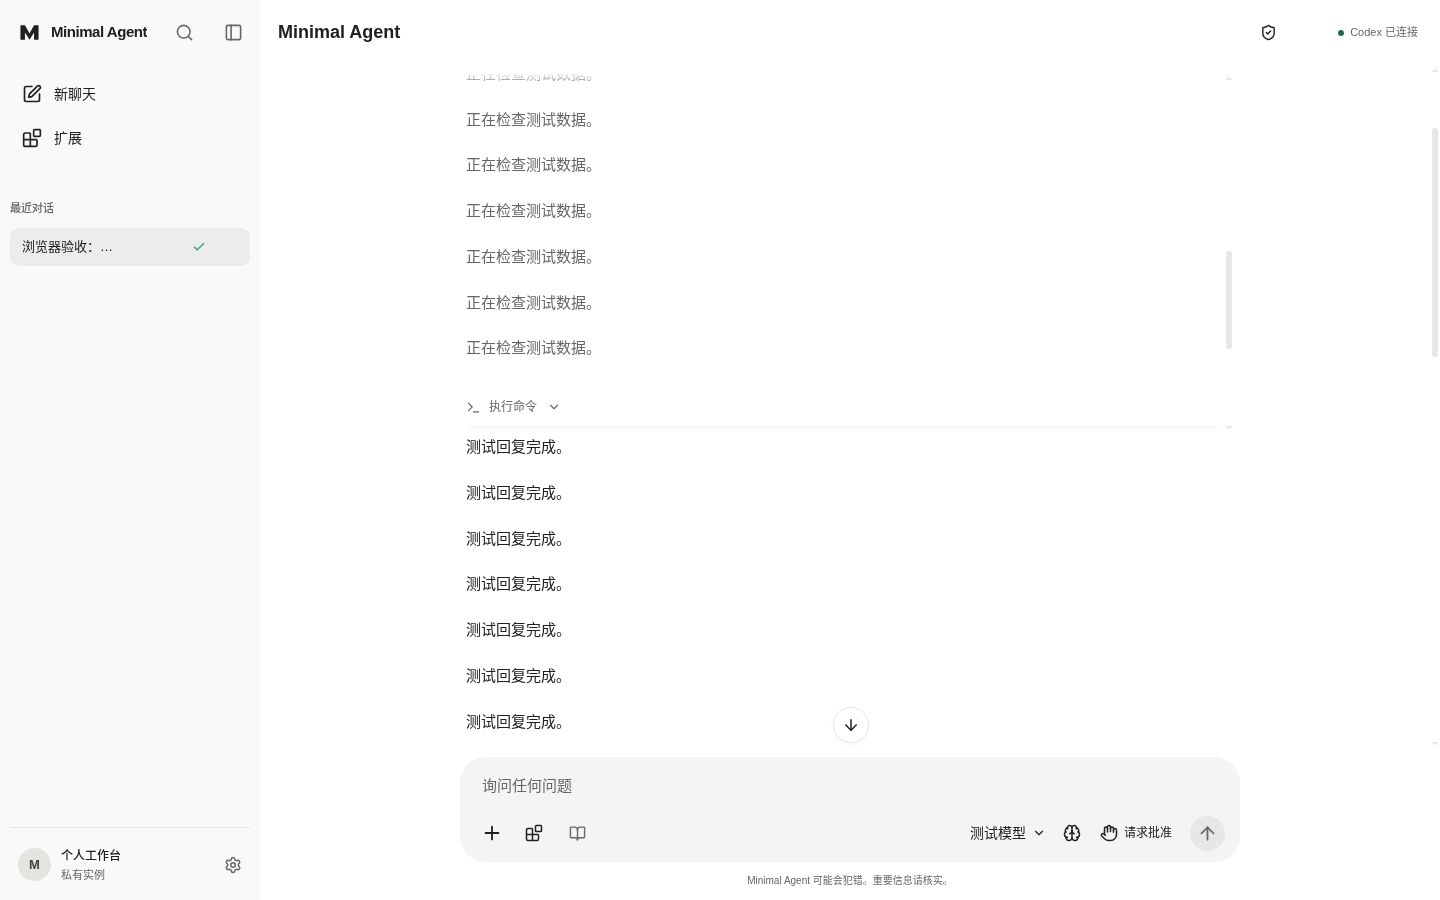 Minimal Agent
新聊天
扩展
最近对话
浏览器验收：...
M
个人工作台
私有实例
Minimal Agent
Codex 已连接
正在检查测试数据。
正在检查测试数据。
正在检查测试数据。
正在检查测试数据。
正在检查测试数据。
正在检查测试数据。
正在检查测试数据。
执行命令
测试回复完成。
测试回复完成。
测试回复完成。
测试回复完成。
测试回复完成。
测试回复完成。
测试回复完成。
询问任何问题
测试模型
请求批准
Minimal Agent 可能会犯错。重要信息请核实。